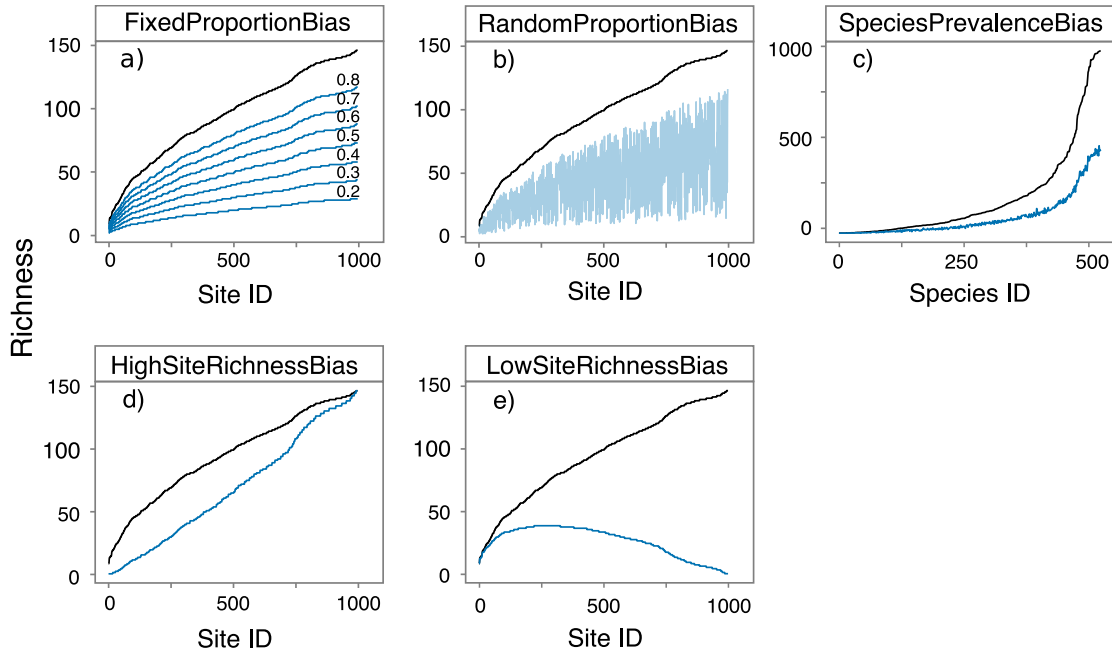 FixedProportionBias
RandomProportionBias
SpeciesPrevalenceBias
a)
b)
c)
150
100
50
0
0.8
0.7
0.6
0.5
0.4
0.3
0.2
0
500
1000
Site ID
150
100
50
0
0
500
1000
Site ID
1000
500
250
0
0
250
500
Species ID
Richness
HighSiteRichnessBias
LowSiteRichnessBias
d)
e)
150
100
50
0
0
500
1000
Site ID
150
100
50
0
0
500
1000
Site ID